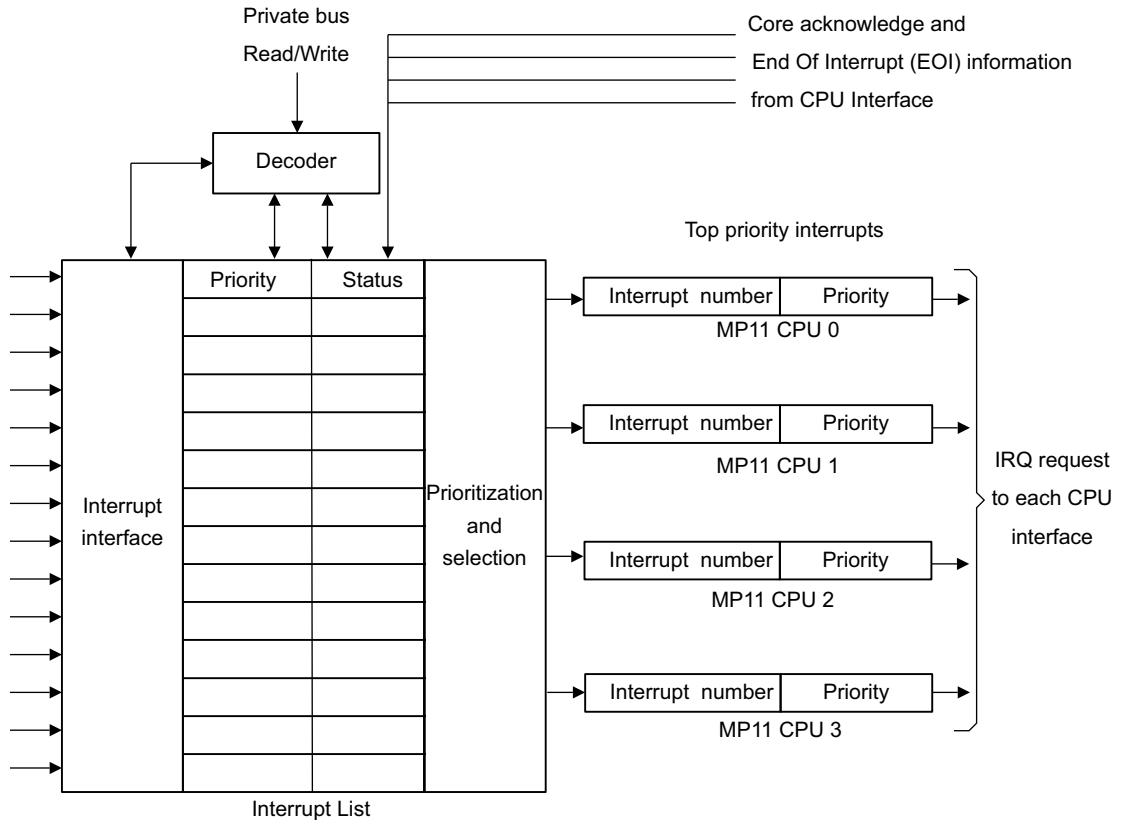 Private bus
Read/Write
Core acknowledge and
End Of Interrupt (EOI) information
from CPU Interface
Decoder
Top priority interrupts
Priority Status
Interrupt number Priority
MP11 CPU 0
Interrupt number Priority
MP11 CPU 1
IRQ request
to each CPU
interface
Interrupt
interface
Prioritization
and
selection
Interrupt number Priority
MP11 CPU 2
Interrupt number Priority
MP11 CPU 3
Interrupt List